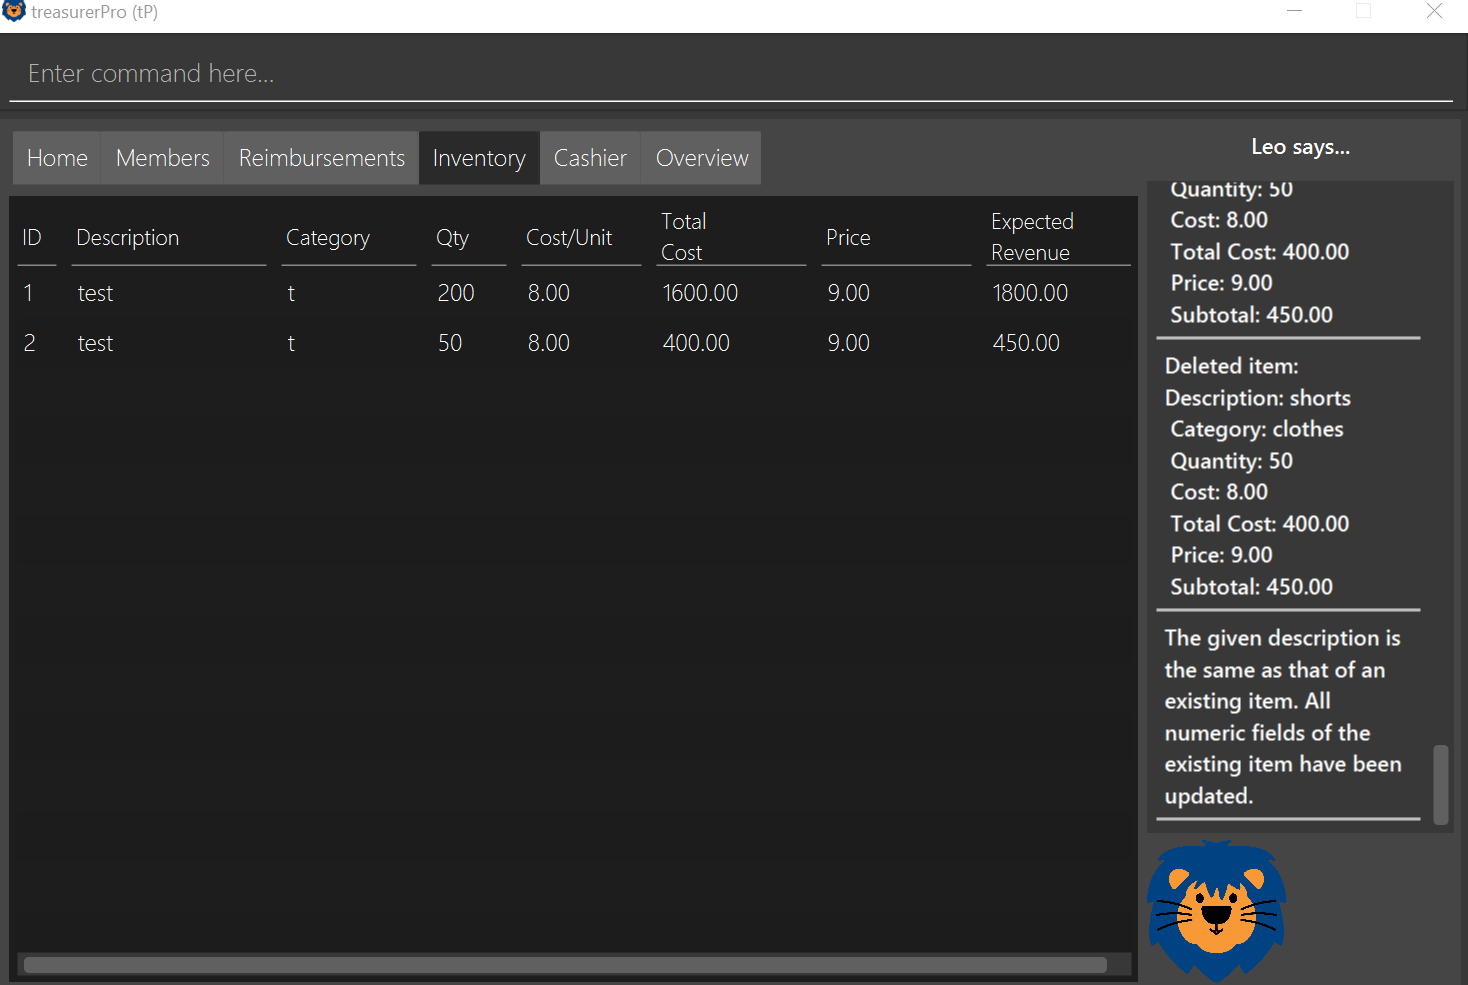 treasurerPro (tP)
Enter command here...
Home Members Reimbursements Inventory Cashier Overview
ID Description Category Qty Cost/Unit Total Cost Price Expected Revenue
1 test t 200 8.00 1600.00 9.00 1800.00
2 test t 50 8.00 400.00 9.00 450.00
Leo says...
Quantity: 50
Cost: 8.00
Total Cost: 400.00
Price: 9.00
Subtotal: 450.00
Deleted item:
Description: shorts
Category: clothes
Quantity: 50
Cost: 8.00
Total Cost: 400.00
Price: 9.00
Subtotal: 450.00
The given description is
the same as that of an
existing item. All
numeric fields of the
existing item have been
updated.